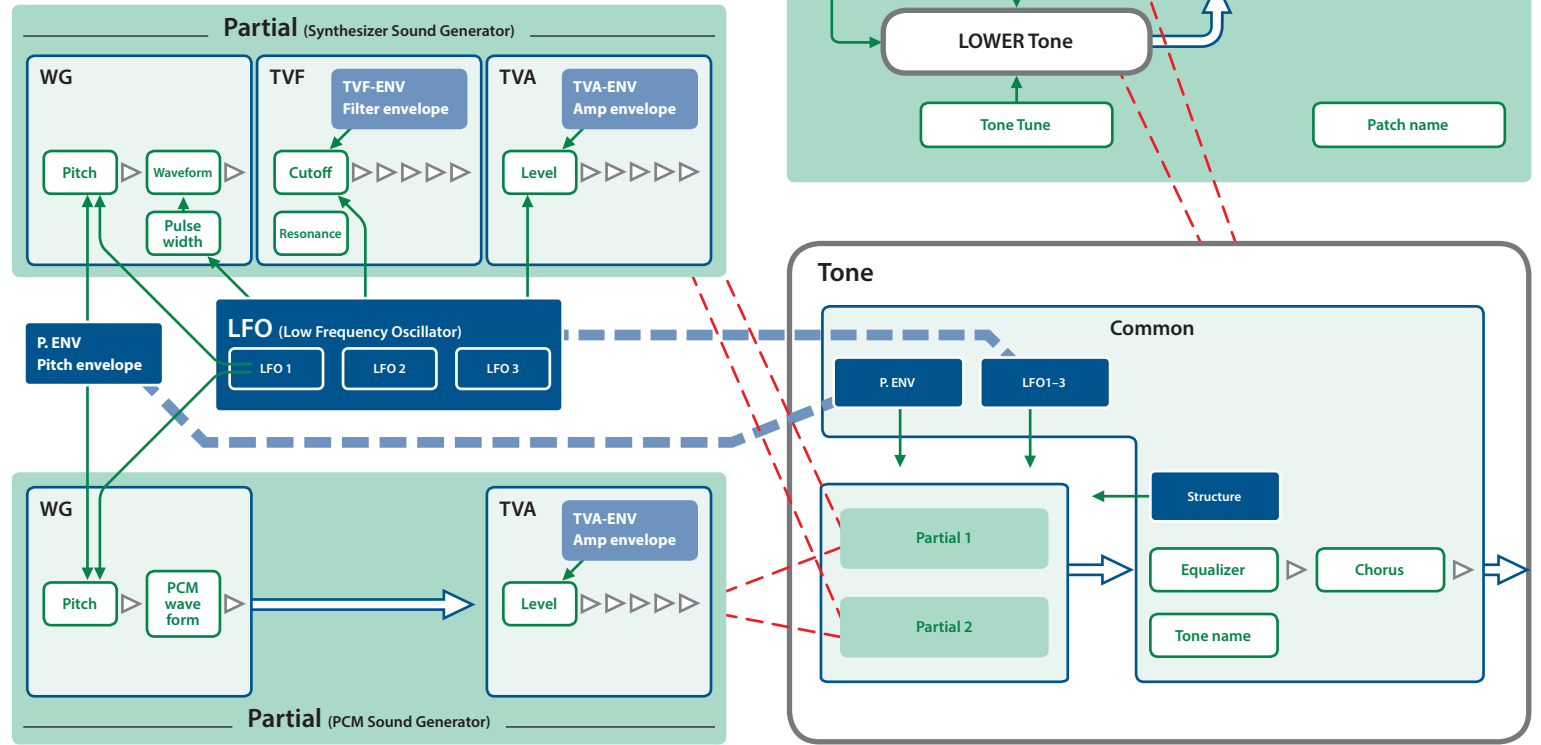 Partial (Synthesizer Sound Generator)
WG
Pitch
Waveform
Pulse
width
TVF
TVF-ENV
Filter envelope
Cutoff
Resonance
TVA
TVA-ENV
Amp envelope
Level
P. ENV
Pitch envelope
LFO (Low Frequency Oscillator)
LFO 1
LFO 2
LFO 3
WG
Pitch
PCM
wave
form
TVA
TVA-ENV
Amp envelope
Level
Partial (PCM Sound Generator)
LOWER Tone
Tone Tune
Patch name
Tone
Common
P. ENV
LFO1–3
Structure
Partial 1
Partial 2
Equalizer
Chorus
Tone name